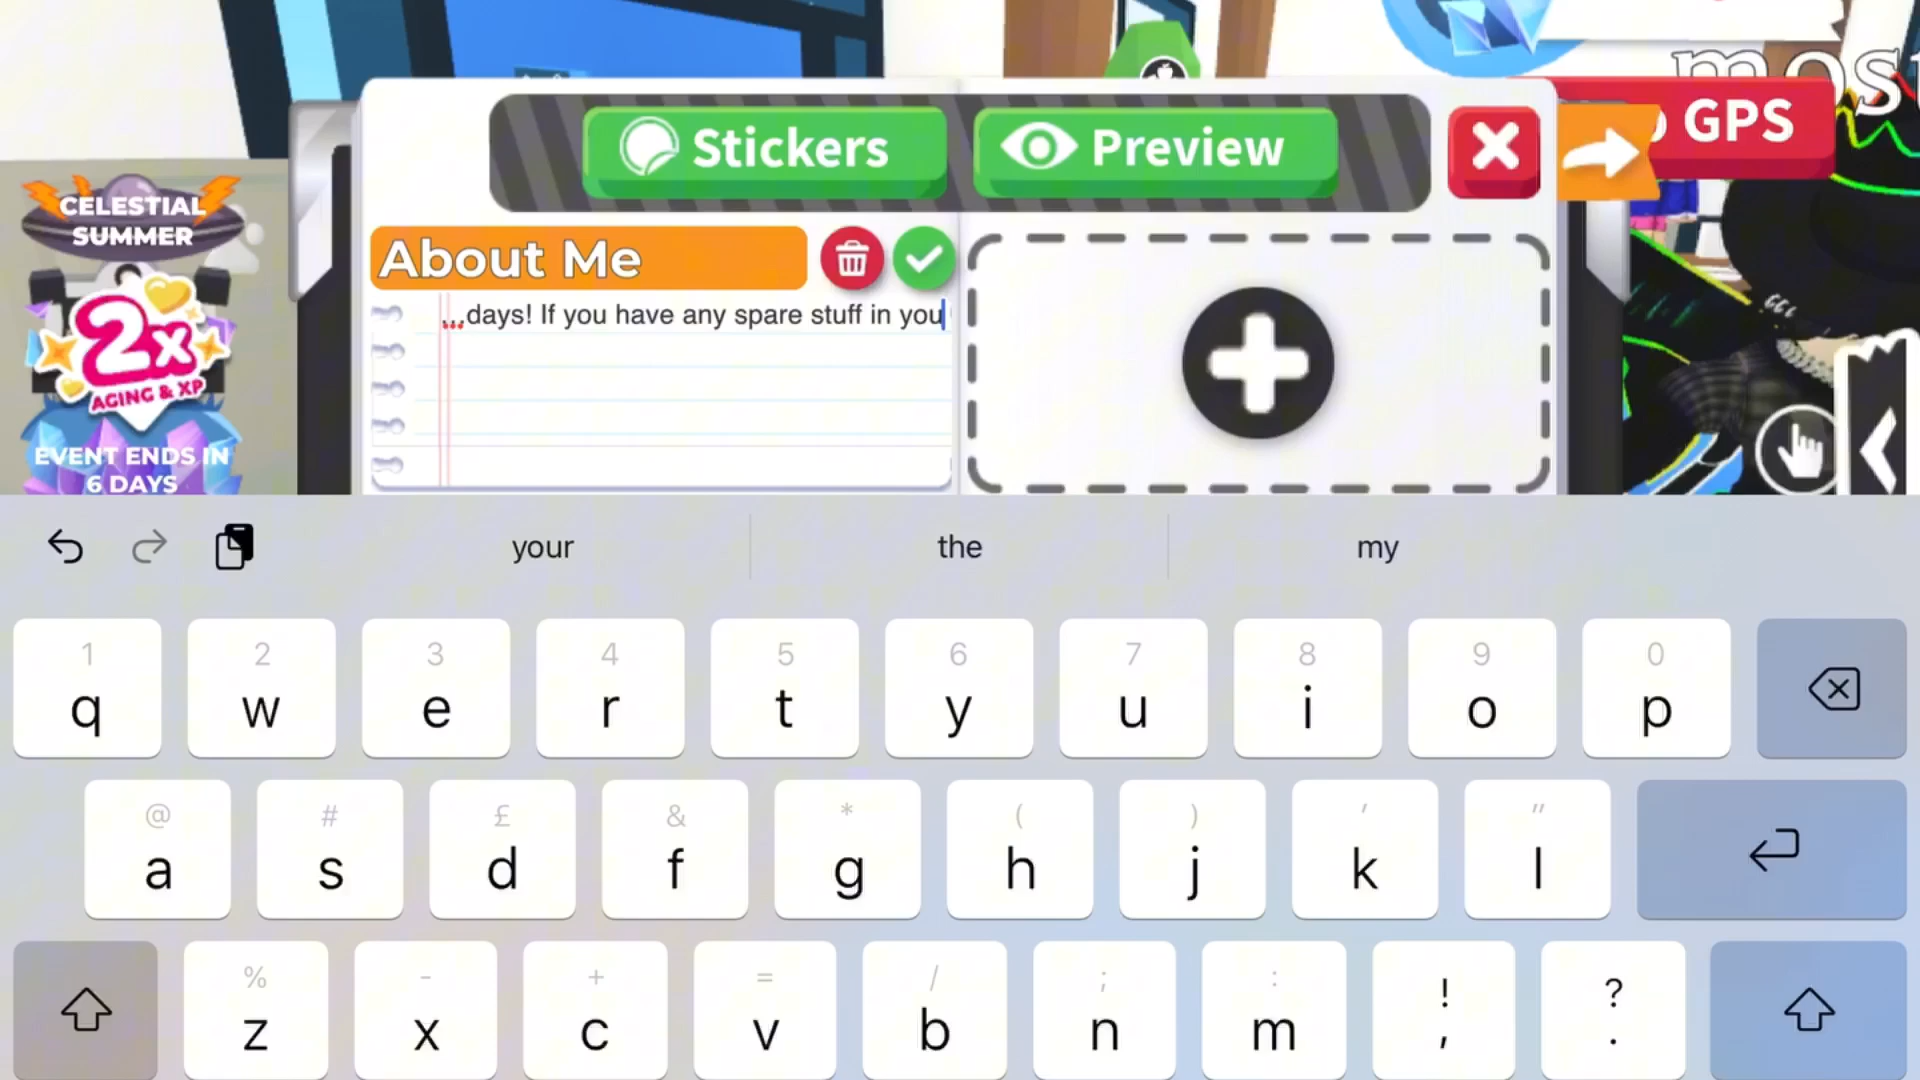 most
Stickers
Preview
GPS
CELESTIAL
SUMMER
About Me
...days! If you have any spare stuff in you
2x
AGING & XP
EVENT ENDS IN
6 DAYS
your
the
my
1 2 3 4 5 6 7 8 9 0
q w e r t y u i o p
@ # £ & * ( ) ' "
a s d f g h j k l
% - + = / ; : ! ?
z x c v b n m , .